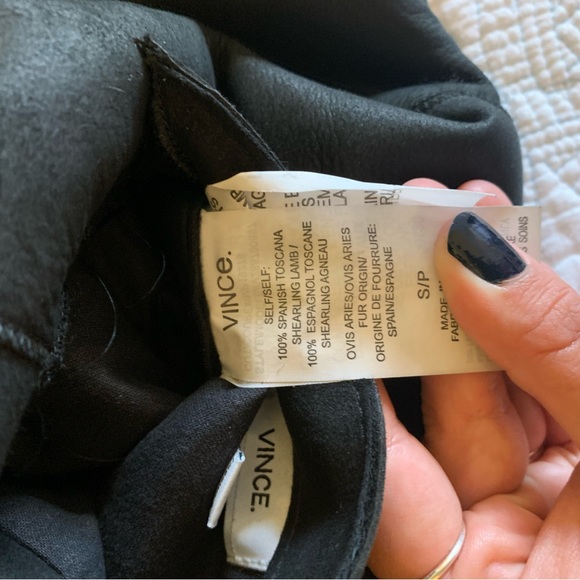 VINCE.
SELF/SELF:
100% SPANISH TOSCANA
SHEARLING LAMB /
100% ESPAGNOL TOSCANE
SHEARLING AGNEAU
OVIS ARIES/OVIS ARIES
FUR ORIGIN/
ORIGINE DE FOURRURE:
SPAIN/ESPAGNE
S/P
MADE
SOINS
VINCE.